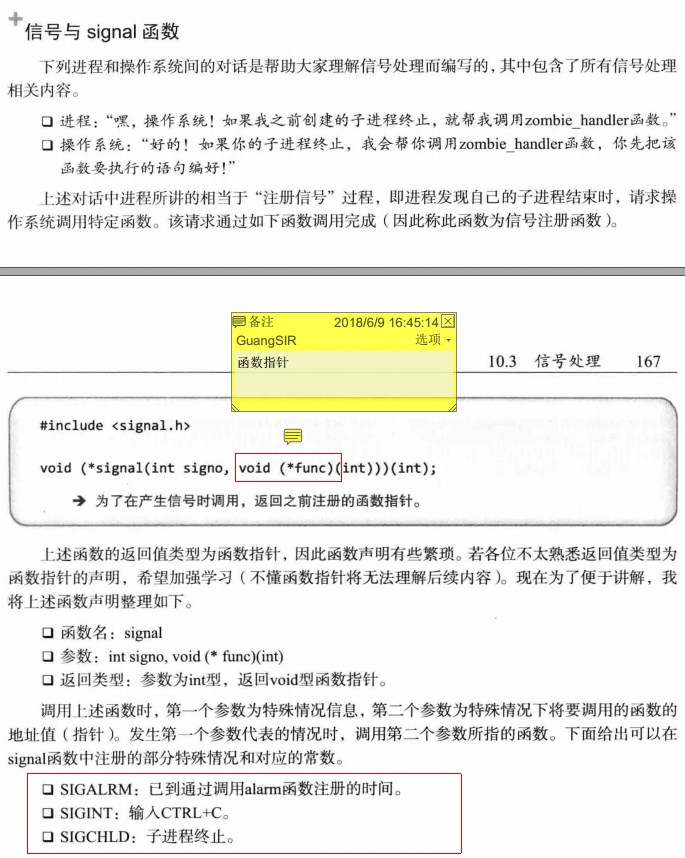 信号与 signal 函数
下列进程和操作系统间的对话是帮助大家理解信号处理而编写的，其中包含了所有信号处理
相关内容。
❑ 进程：“嘿，操作系统！如果我之前创建的子进程终止，就帮我调用zombie_handler函数。”
❑ 操作系统：“好的！如果你的子进程终止，我会帮你调用zombie_handler函数，你先把该
函数要执行的语句编好！”
上述对话中进程所讲的相当于“注册信号”过程，即进程发现自己的子进程结束时，请求操
作系统调用特定函数。该请求通过如下函数调用完成（因此称此函数为信号注册函数）。
备注 2018/6/9 16:45:14
GuangSIR 选项
函数指针
10.3 信号处理 167
#include <signal.h>
void (*signal(int signo, void (*func)(int)))(int);
➔ 为了在产生信号时调用，返回之前注册的函数指针。
上述函数的返回值类型为函数指针，因此函数声明有些繁琐。若各位不太熟悉返回值类型为
函数指针的声明，希望加强学习（不懂函数指针将无法理解后续内容）。现在为了便于讲解，我
将上述函数声明整理如下。
❑ 函数名：signal
❑ 参数：int signo, void (* func)(int)
❑ 返回类型：参数为int型，返回void型函数指针。
调用上述函数时，第一个参数为特殊情况信息，第二个参数为特殊情况下将要调用的函数的
地址值（指针）。发生第一个参数代表的情况时，调用第二个参数所指的函数。下面给出可以在
signal函数中注册的部分特殊情况和对应的常数。
❑ SIGALRM：已到通过调用alarm函数注册的时间。
❑ SIGINT：输入CTRL+C。
❑ SIGCHLD：子进程终止。